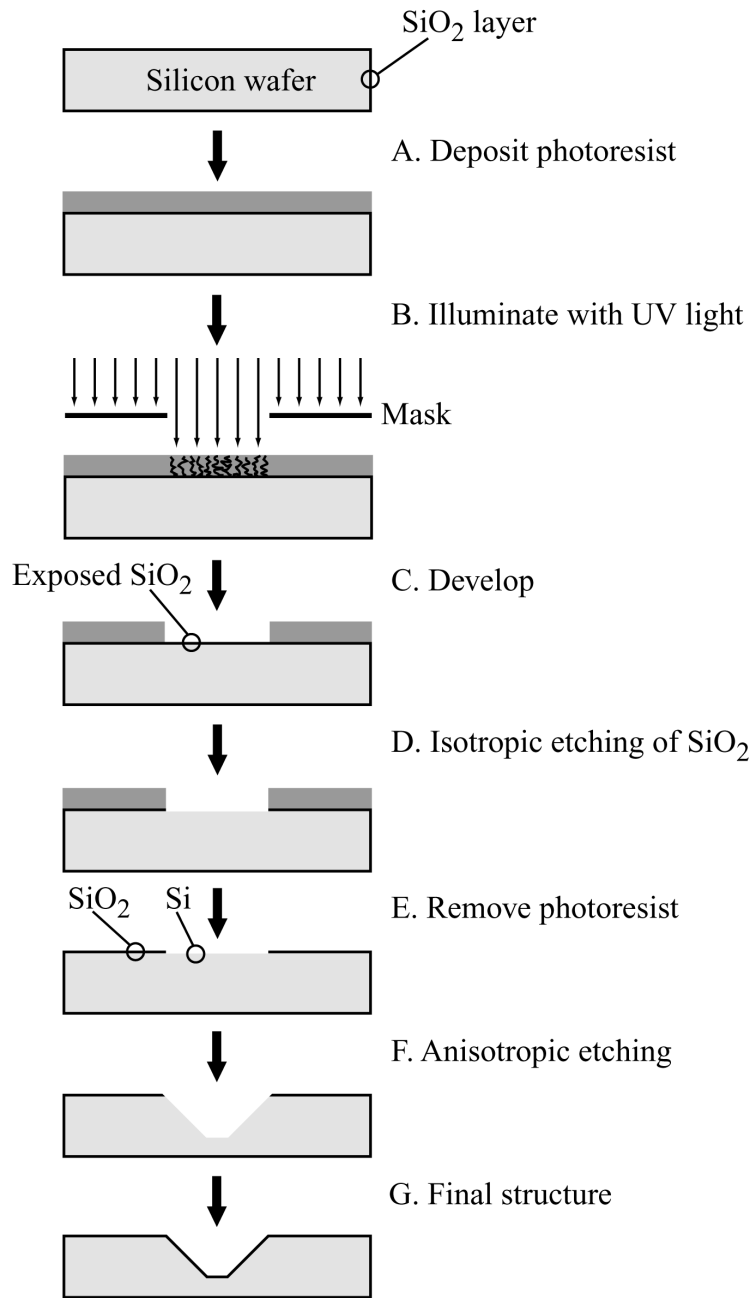 SiO2 layer
Silicon wafer
A. Deposit photoresist
B. Illuminate with UV light
Mask
Exposed SiO2
C. Develop
D. Isotropic etching of SiO2
SiO2
Si
E. Remove photoresist
F. Anisotropic etching
G. Final structure